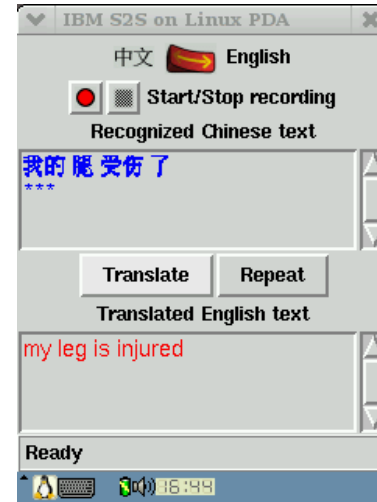 IBM S2S on Linux PDA
中文 English
Start/Stop recording
Recognized Chinese text
我的 腿 受伤 了
***
Translate Repeat
Translated English text
my leg is injured
Ready
16:44